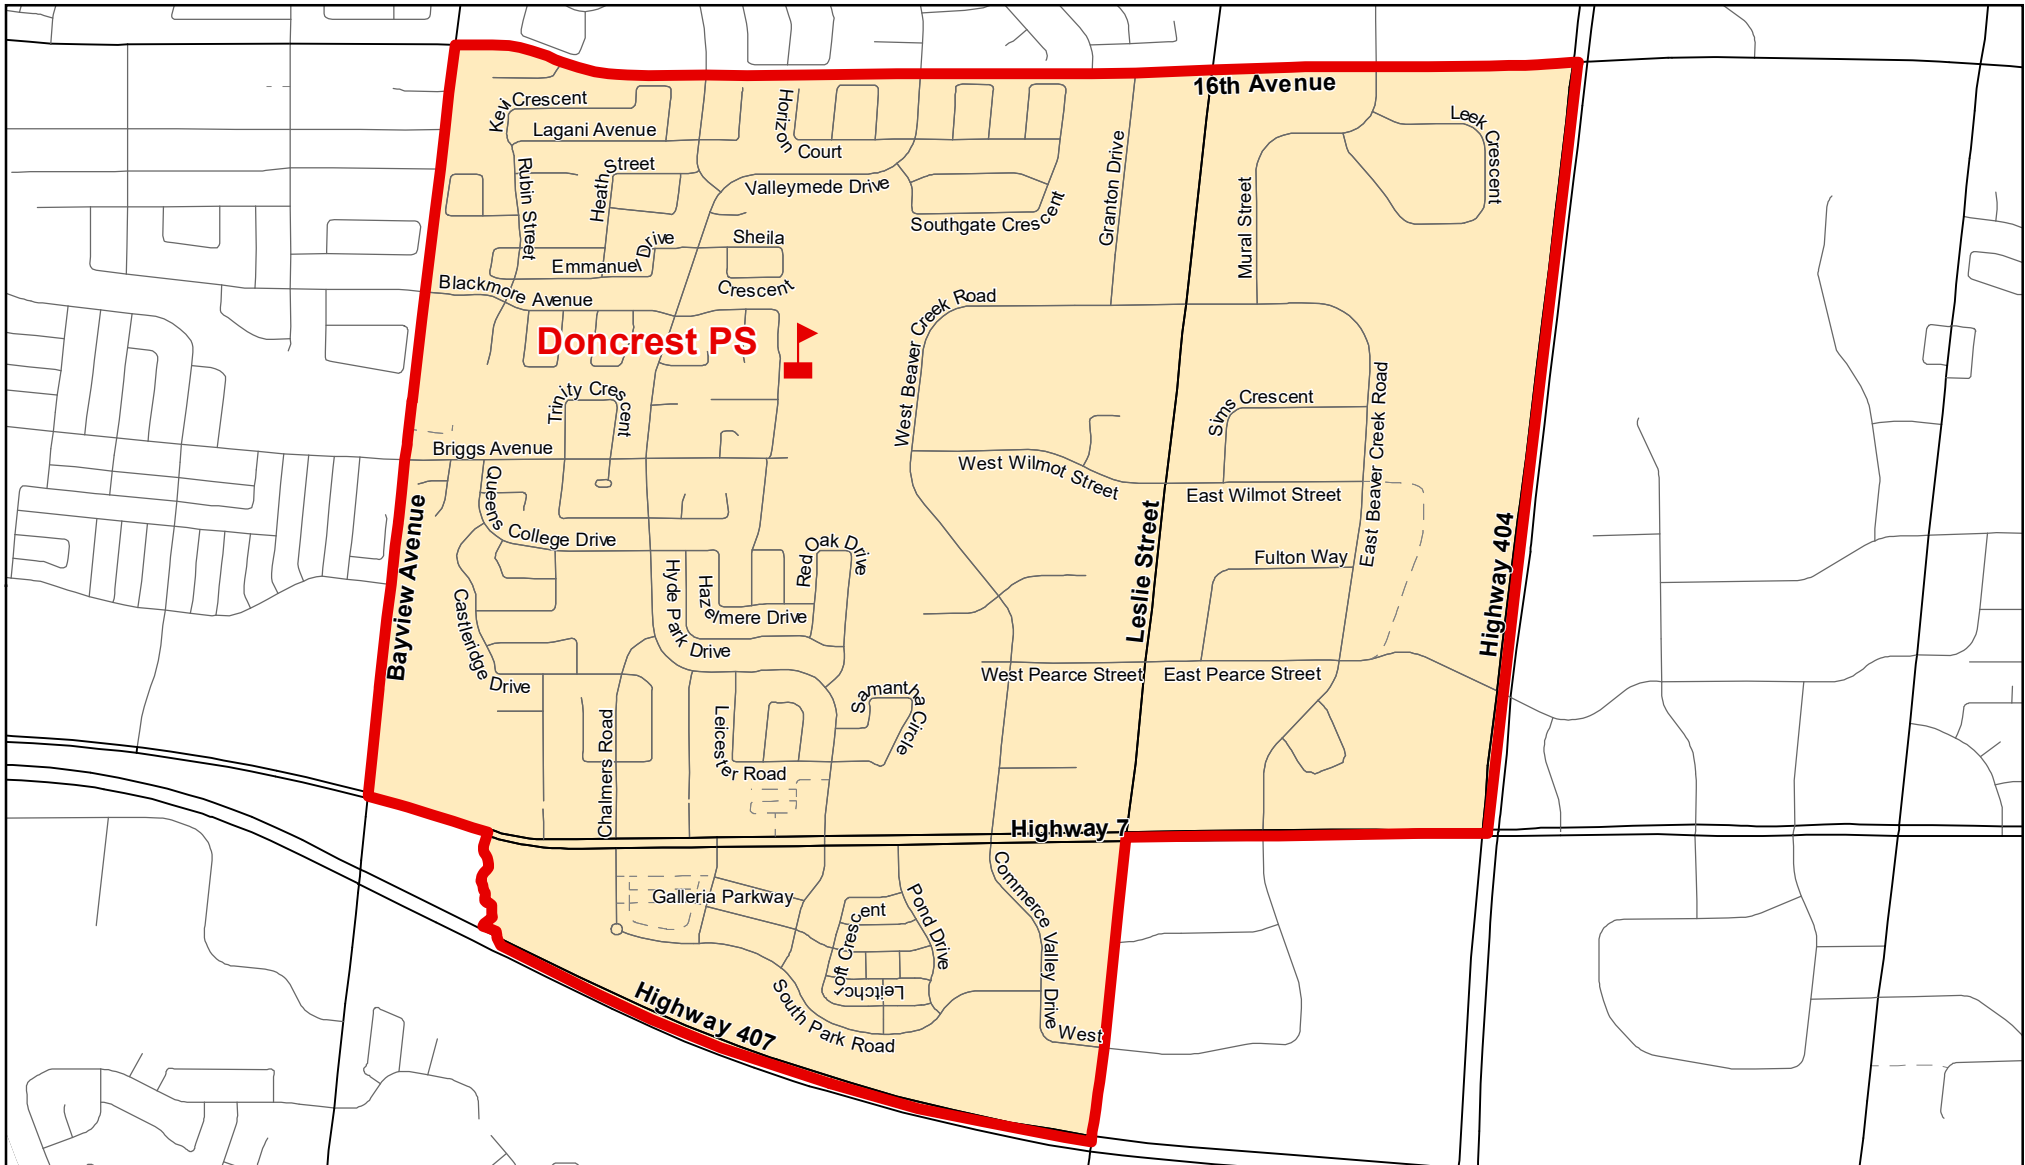 16th Avenue
Kevi Crescent
Lagani Avenue
Horizon Court
Leek Crescent
Rubin Street
Heath Street
Valleymede Drive
Granton Drive
Mural Street
Southgate Crescent
Emmanuel Drive
Sheila Crescent
Blackmore Avenue
West Beaver Creek Road
Doncrest PS
Trinity Crescent
Sims Crescent
East Beaver Creek Road
Briggs Avenue
West Wilmot Street
East Wilmot Street
Queens College Drive
Bayview Avenue
Leslie Street
Highway 404
Red Oak Drive
Fulton Way
Hyde Park Drive
Hazelmere Drive
Castleridge Drive
West Pearce Street
East Pearce Street
Samantha Circle
Chalmers Road
Leicester Road
Highway 7
Galleria Parkway
Pond Drive
Commerce Valley Drive West
Leitchcroft Crescent
South Park Road
Highway 407